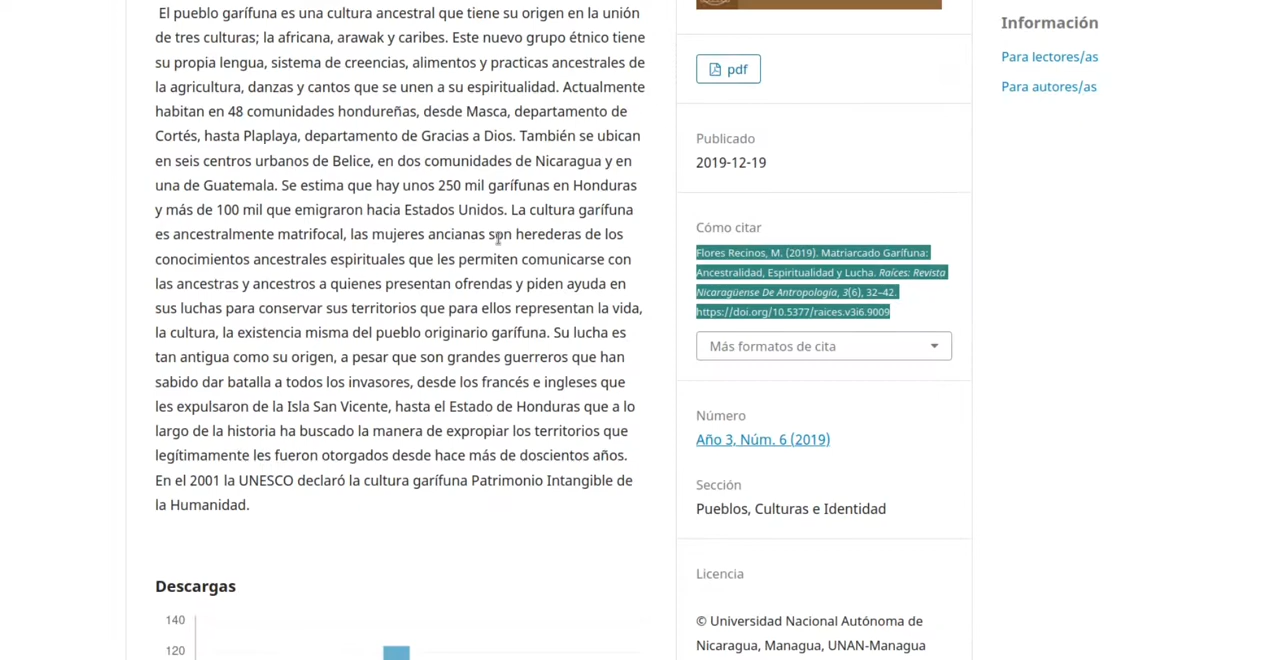 El pueblo garífuna es una cultura ancestral que tiene su origen en la unión
de tres culturas; la africana, arawak y caribes. Este nuevo grupo étnico tiene
su propia lengua, sistema de creencias, alimentos y practicas ancestrales de
la agricultura, danzas y cantos que se unen a su espiritualidad. Actualmente
habitan en 48 comunidades hondureñas, desde Masca, departamento de
Cortés, hasta Plaplaya, departamento de Gracias a Dios. También se ubican
en seis centros urbanos de Belice, en dos comunidades de Nicaragua y en
una de Guatemala. Se estima que hay unos 250 mil garífunas en Honduras
y más de 100 mil que emigraron hacia Estados Unidos. La cultura garífuna
es ancestralmente matrifocal, las mujeres ancianas son herederas de los
conocimientos ancestrales espirituales que les permiten comunicarse con
las ancestras y ancestros a quienes presentan ofrendas y piden ayuda en
sus luchas para conservar sus territorios que para ellos representan la vida,
la cultura, la existencia misma del pueblo originario garífuna. Su lucha es
tan antigua como su origen, a pesar que son grandes guerreros que han
sabido dar batalla a todos los invasores, desde los francés e ingleses que
les expulsaron de la Isla San Vicente, hasta el Estado de Honduras que a lo
largo de la historia ha buscado la manera de expropiar los territorios que
legítimamente les fueron otorgados desde hace más de doscientos años.
En el 2001 la UNESCO declaró la cultura garífuna Patrimonio Intangible de
la Humanidad.
Descargas
140
120
pdf
Publicado
2019-12-19
Cómo citar
Flores Recinos, M. (2019). Matriarcado Garífuna:
Ancestralidad, Espiritualidad y Lucha. Raíces: Revista
Nicaragüense De Antropología, 3(6), 32–42.
https://doi.org/10.5377/raices.v3i6.9009
Más formatos de cita
Número
Año 3, Núm. 6 (2019)
Sección
Pueblos, Culturas e Identidad
Licencia
© Universidad Nacional Autónoma de
Nicaragua, Managua, UNAN-Managua
Información
Para lectores/as
Para autores/as